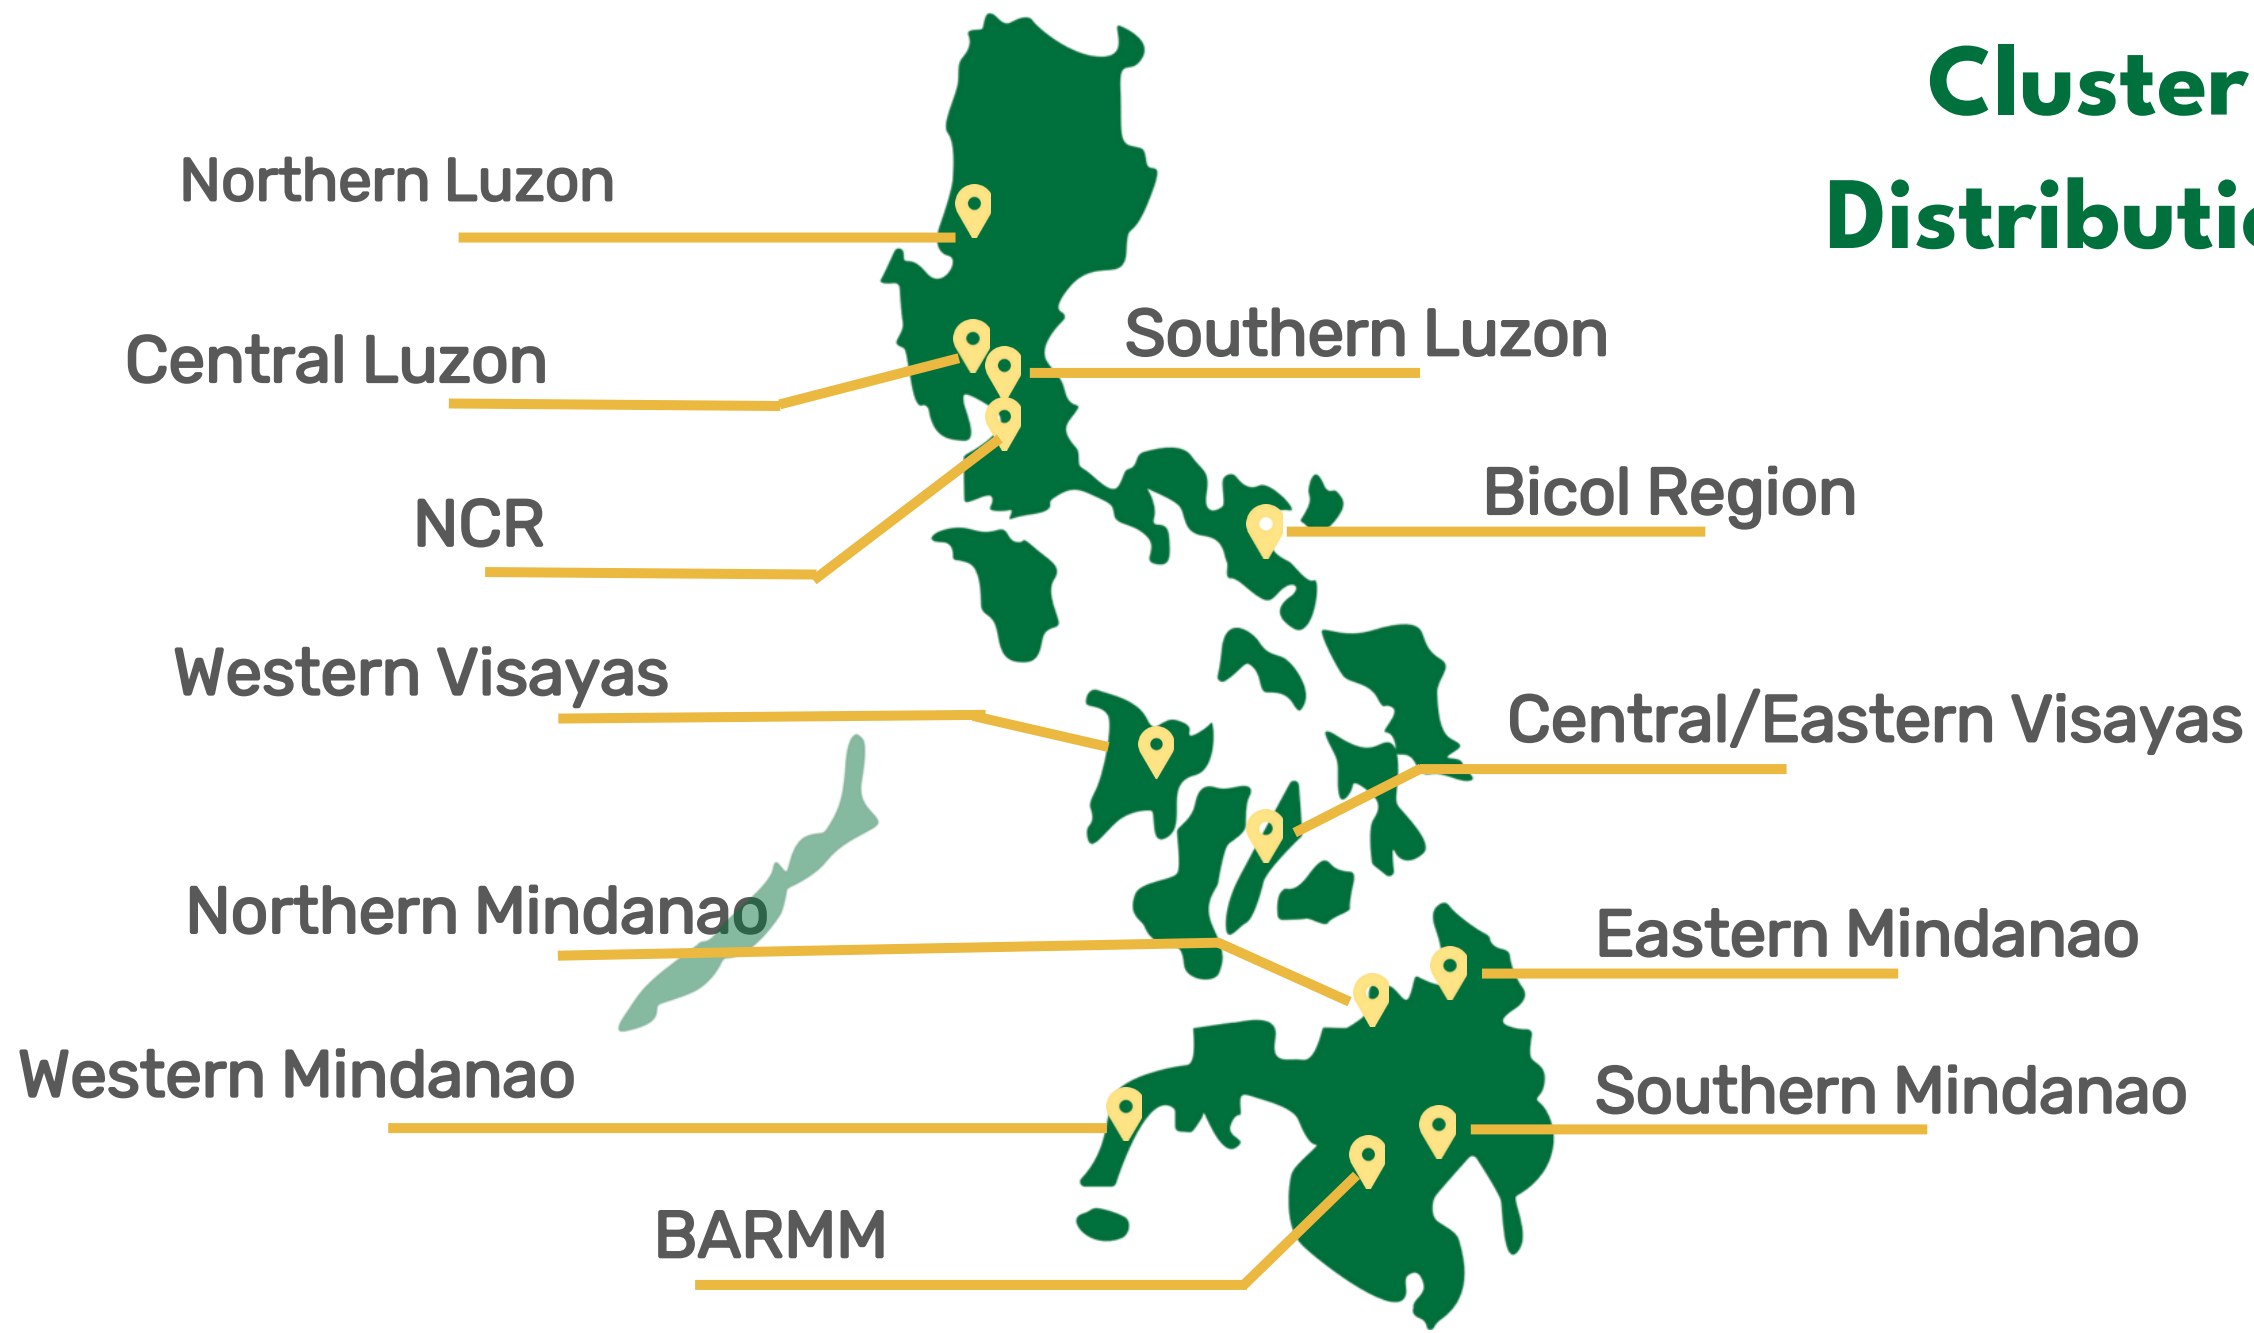 Cluster
Distributio
Northern Luzon
Southern Luzon
Central Luzon
Bicol Region
NCR
Western Visayas
Central/Eastern Visayas
Northern Mindanao
Eastern Mindanao
Western Mindanao
Southern Mindanao
BARMM